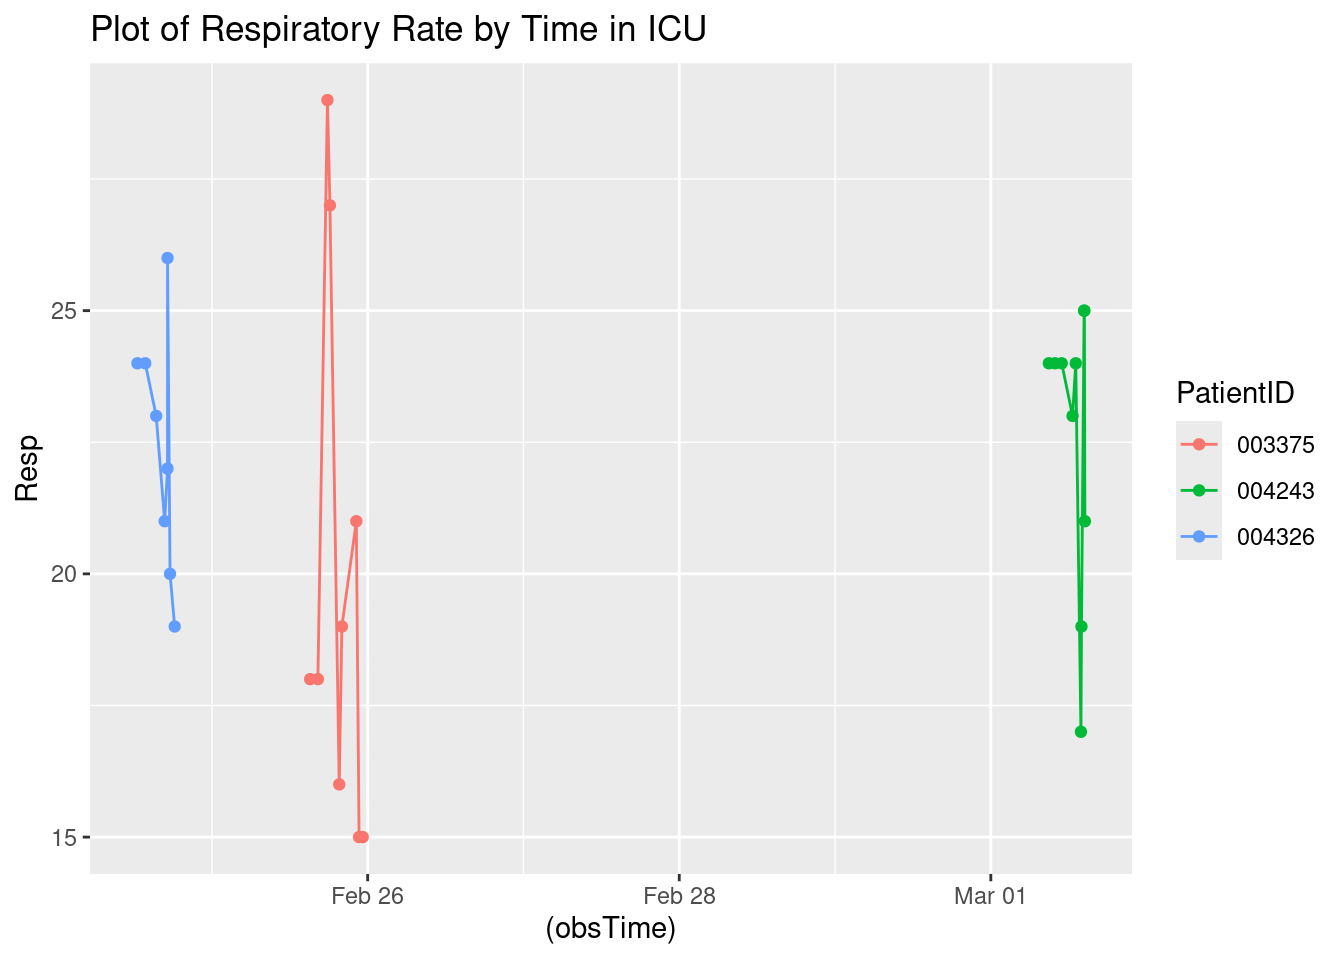 Plot of Respiratory Rate by Time in ICU
Resp
25
20
15
Feb 26
Feb 28
Mar 01
(obsTime)
PatientID
003375
004243
004326